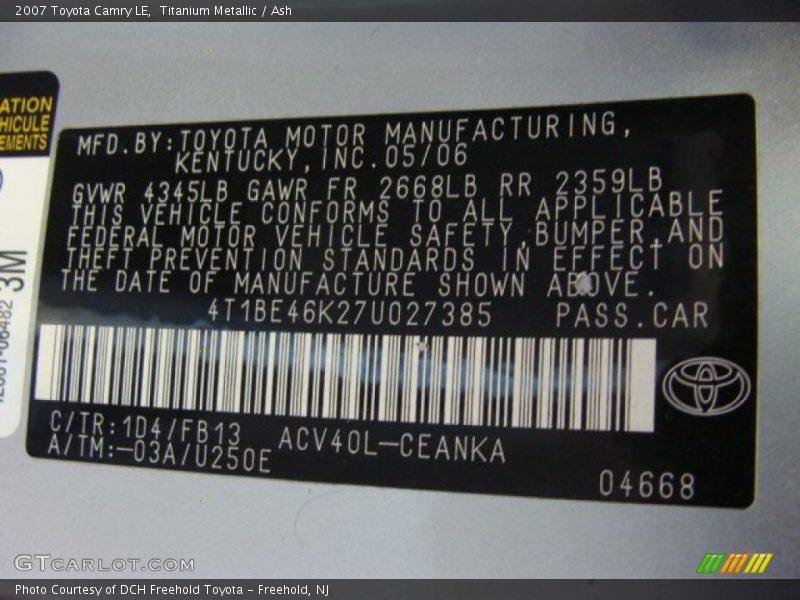 2007 Toyota Camry LE, Titanium Metallic / Ash
ATION
HICULE
EMENTS
3M
MFD.BY:TOYOTA MOTOR MANUFACTURING,
KENTUCKY,INC.05/06
GVWR 4345LB GAWR FR 2668LB RR 2359LB
THIS VEHICLE CONFORMS TO ALL APPLICABLE
FEDERAL MOTOR VEHICLE SAFETY,BUMPER,AND
THEFT PREVENTION STANDARDS IN EFFECT ON
THE DATE OF MANUFACTURE SHOWN ABOVE.
4T1BE46K27U027385 PASS.CAR
C/TR:1D4/FB13 ACV40L-CEANKA
A/TM:-03A/U250E
04668
GTCARLOT.COM
Photo Courtesy of DCH Freehold Toyota - Freehold, NJ